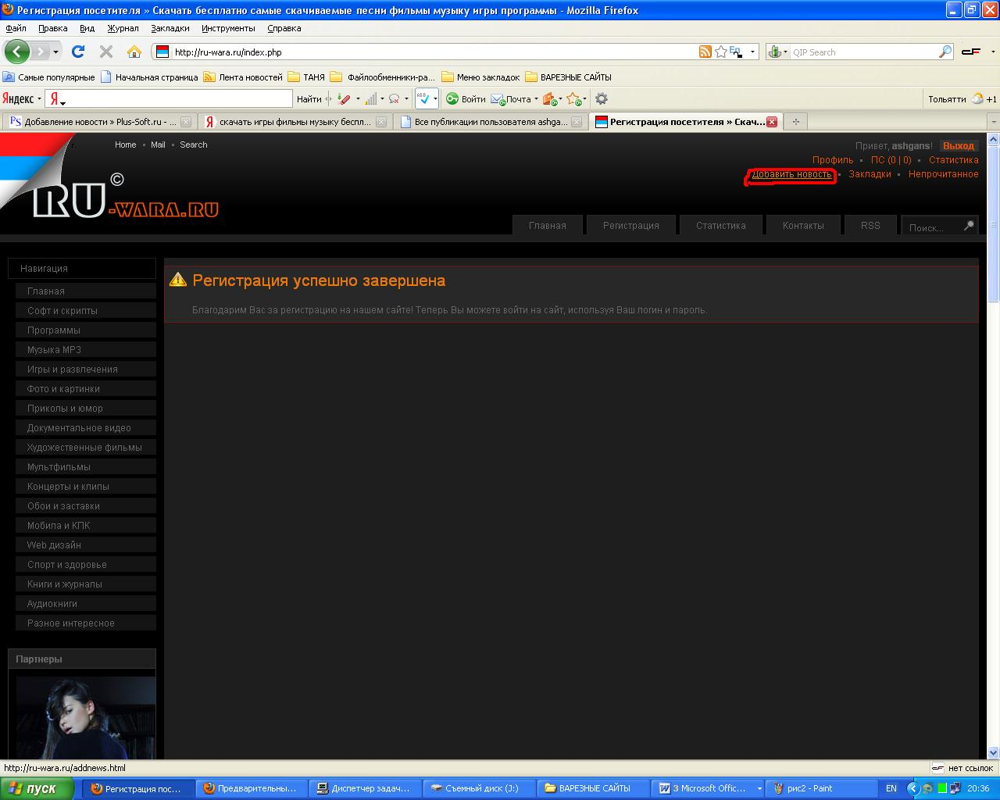 Регистрация посетителя » Скачать бесплатно самые скачиваемые песни фильмы музыку игры программы - Mozilla Firefox
Файл Правка Вид Журнал Закладки Инструменты Справка
http://ru-wara.ru/index.php En QIP Search
Самые популярные Начальная страница Лента новостей ТАНЯ Файлообменники-ра... Меню закладок ВАРЕЗНЫЕ САЙТЫ
Яндекс Я Найти АБВ Войти Почта Тольятти +1
PS Добавление новости » Plus-Soft.ru - ... Я скачать игры фильмы музыку беспл... Все публикации пользователя ashga... Регистрация посетителя » Скач...
Home Mail Search
Привет, ashgans! Выход
Профиль ПС (0 | 0) Статистика
Добавить новость Закладки Непрочитанное
RU-WARA.RU ©
Главная Регистрация Статистика Контакты RSS Поиск...
Навигация
Главная
Софт и скрипты
Программы
Музыка MP3
Игры и развлечения
Фото и картинки
Приколы и юмор
Документальное видео
Художественные фильмы
Мультфильмы
Концерты и клипы
Обои и заставки
Мобила и КПК
Web дизайн
Спорт и здоровье
Книги и журналы
Аудиокниги
Разное интересное
Партнеры
Регистрация успешно завершена
Благодарим Вас за регистрацию на нашем сайте! Теперь Вы можете войти на сайт, используя Ваш логин и пароль.
http://ru-wara.ru/addnews.html нет ссылок
пуск Регистрация пос... Предварительны... Диспетчер задач... Съемный диск (J:) ВАРЕЗНЫЕ САЙТЫ 3 Microsoft Offic... рис2 - Paint EN 20:36